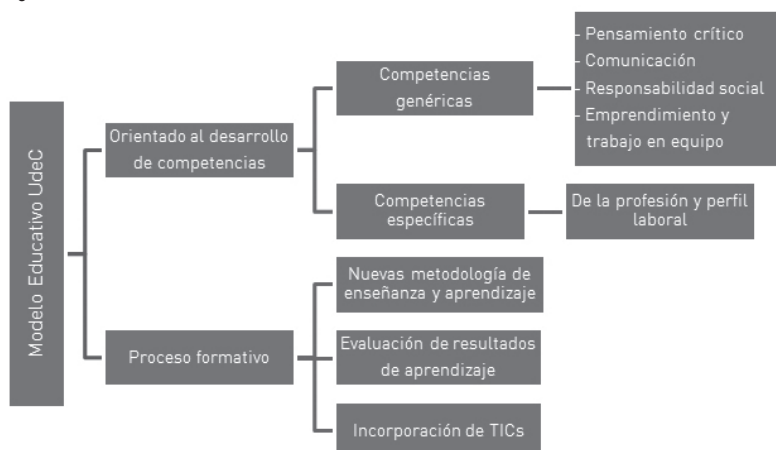 Modelo Educativo UdeC
Orientado al desarrollo
de competencias
Competencias
genéricas
- Pensamiento crítico
- Comunicación
- Responsabilidad social
- Emprendimiento y
trabajo en equipo
Competencias
específicas
De la profesión y perfil
laboral
Proceso formativo
Nuevas metodología de
enseñanza y aprendizaje
Evaluación de resultados
de aprendizaje
Incorporación de TICs